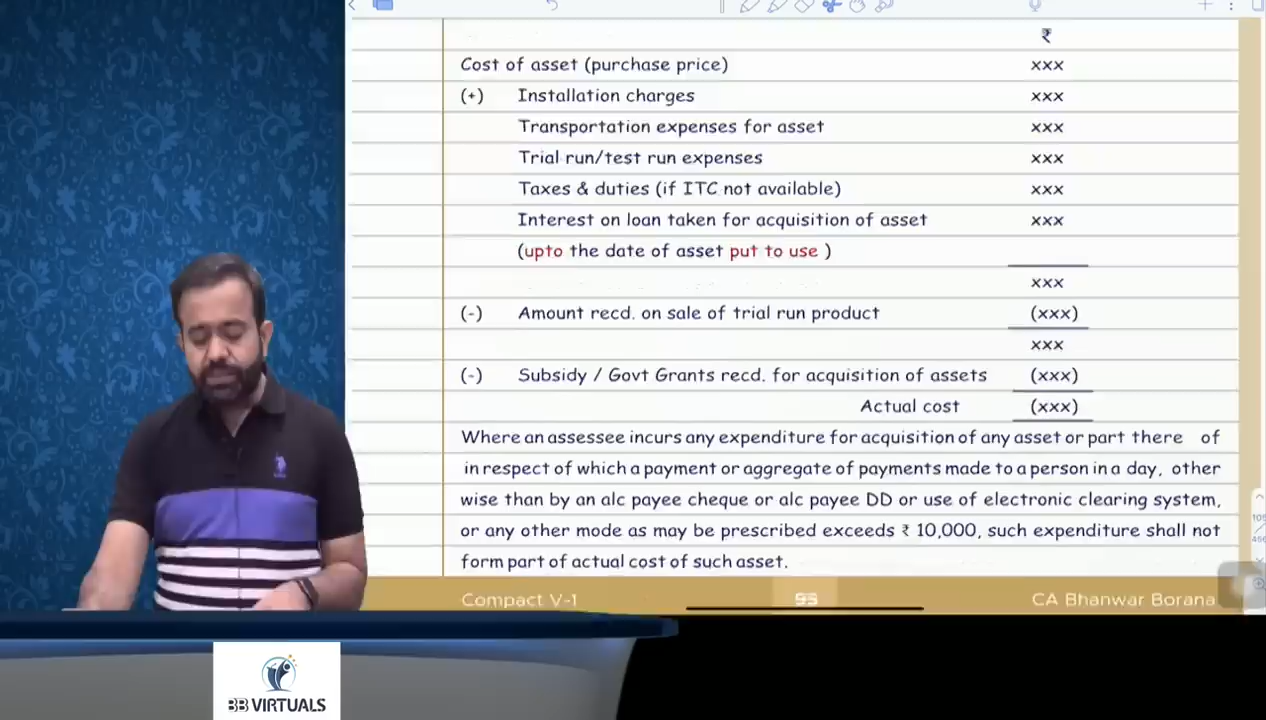 ₹
Cost of asset (purchase price) xxx
(+) Installation charges xxx
Transportation expenses for asset xxx
Trial run/test run expenses xxx
Taxes & duties (if ITC not available) xxx
Interest on loan taken for acquisition of asset xxx
(upto the date of asset put to use )
xxx
(-) Amount recd. on sale of trial run product (xxx)
xxx
(-) Subsidy / Govt Grants recd. for acquisition of assets (xxx)
Actual cost (xxx)
Where an assessee incurs any expenditure for acquisition of any asset or part there of
in respect of which a payment or aggregate of payments made to a person in a day, other
wise than by an alc payee cheque or alc payee DD or use of electronic clearing system,
or any other mode as may be prescribed exceeds ₹ 10,000, such expenditure shall not
form part of actual cost of such asset.
Compact V-1 93 CA Bhanwar Borana
BB VIRTUALS